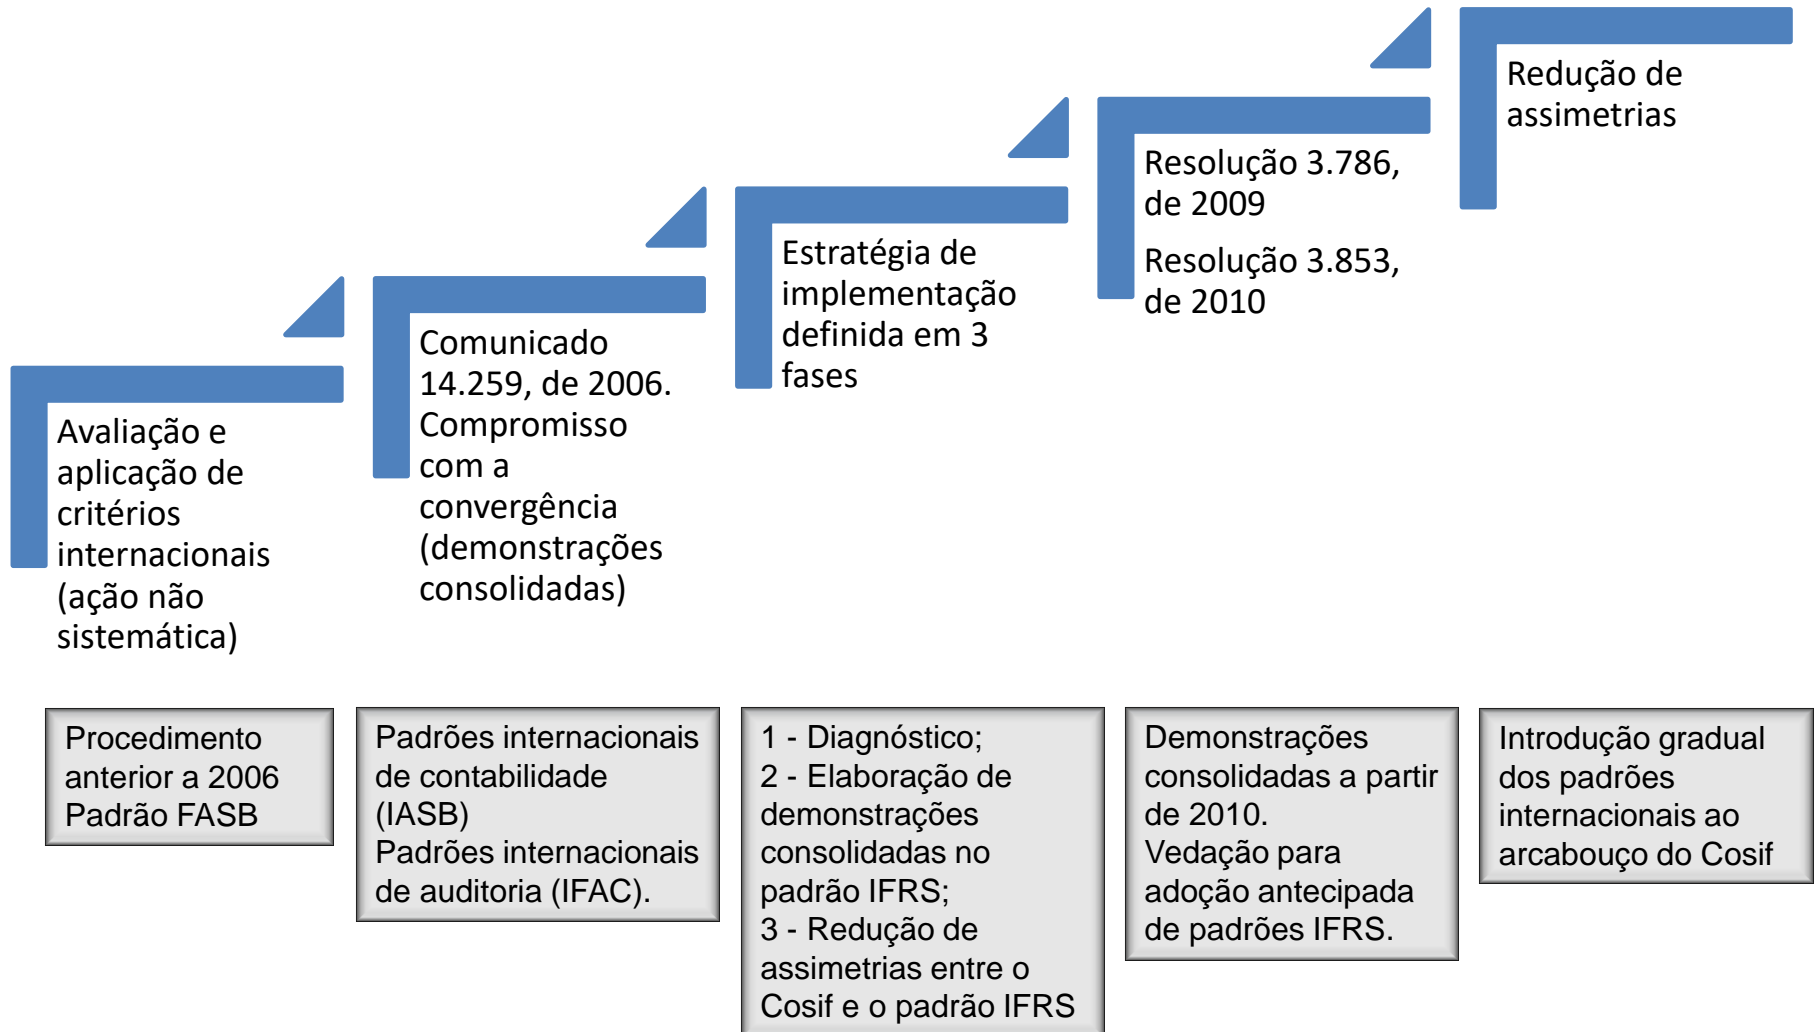 Avaliação e
aplicação de
critérios
internacionais
(ação não
sistemática)
Comunicado
14.259, de 2006.
Compromisso
com a
convergência
(demonstrações
consolidadas)
Estratégia de
implementação
definida em 3
fases
Resolução 3.786,
de 2009
Resolução 3.853,
de 2010
Redução de
assimetrias
Procedimento
anterior a 2006
Padrão FASB
Padrões internacionais
de contabilidade
(IASB)
Padrões internacionais
de auditoria (IFAC).
1 - Diagnóstico;
2 - Elaboração de
demonstrações
consolidadas no
padrão IFRS;
3 - Redução de
assimetrias entre o
Cosif e o padrão IFRS
Demonstrações
consolidadas a partir
de 2010.
Vedação para
adoção antecipada
de padrões IFRS.
Introdução gradual
dos padrões
internacionais ao
arcabouço do Cosif